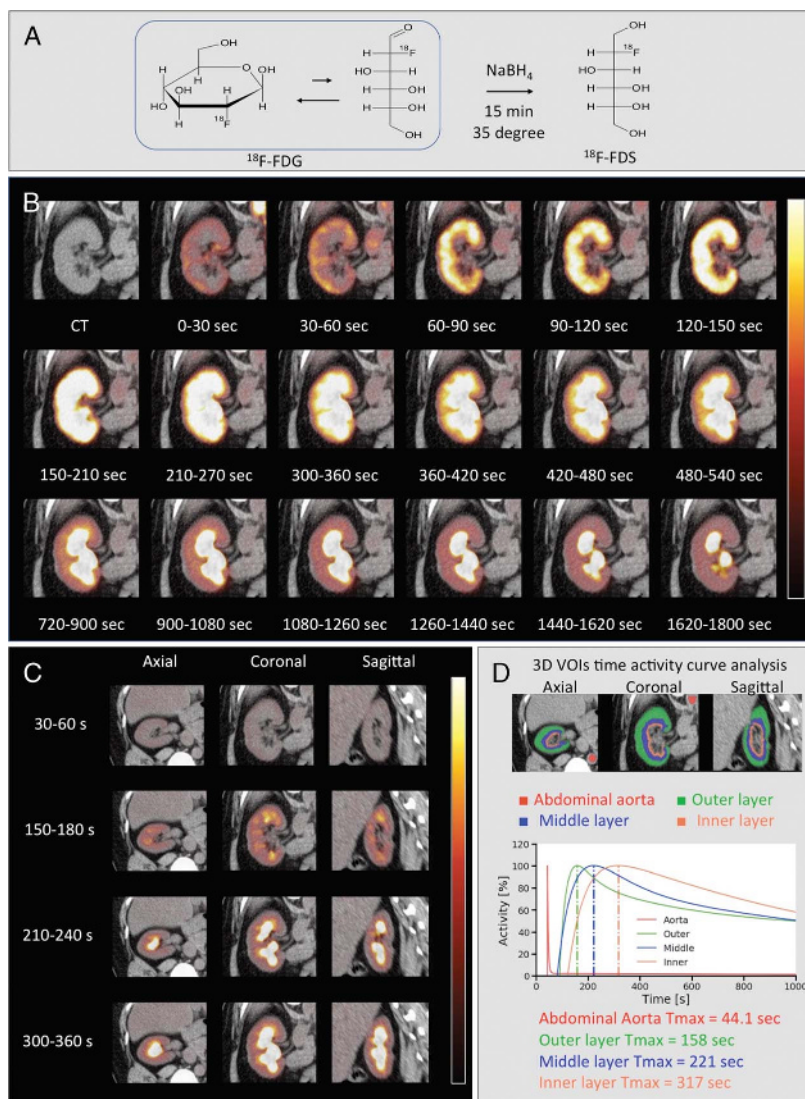 A
OH
H
O
H
HO
OH
H
HO
H
H
OH
18F
H
O
H
18F
HO
H
H
OH
H
OH
OH
18F-FDG
NaBH4
15 min
35 degree
OH
H
18F
HO
H
H
OH
H
OH
OH
18F-FDS
B
CT 0-30 sec 30-60 sec 60-90 sec 90-120 sec 120-150 sec
150-210 sec 210-270 sec 300-360 sec 360-420 sec 420-480 sec 480-540 sec
720-900 sec 900-1080 sec 1080-1260 sec 1260-1440 sec 1440-1620 sec 1620-1800 sec
C
Axial Coronal Sagittal
30-60 s
150-180 s
210-240 s
300-360 s
D
3D VOIs time activity curve analysis
Axial Coronal Sagittal
Abdominal aorta Outer layer
Middle layer Inner layer
Activity [%]
120
100
80
60
40
20
0
Aorta
Outer
Middle
Inner
0 200 400 600 800 1000
Time [s]
Abdominal Aorta Tmax = 44.1 sec
Outer layer Tmax = 158 sec
Middle layer Tmax = 221 sec
Inner layer Tmax = 317 sec